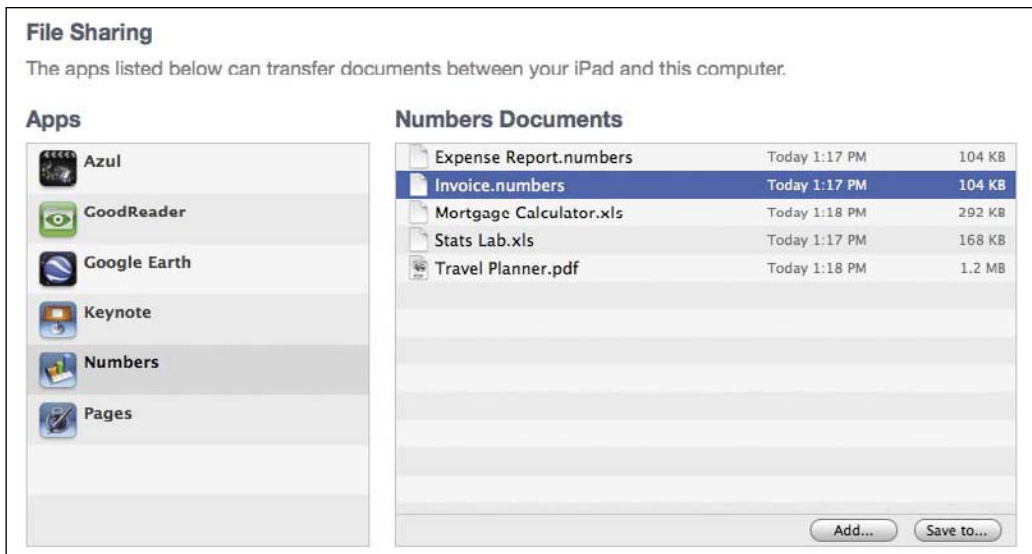 File Sharing
The apps listed below can transfer documents between your iPad and this computer.
Apps
Azul
GoodReader
Google Earth
Keynote
Numbers
Pages
Numbers Documents
Expense Report.numbers Today 1:17 PM 104 KB
Invoice.numbers Today 1:17 PM 104 KB
Mortgage Calculator.xls Today 1:18 PM 292 KB
Stats Lab.xls Today 1:17 PM 168 KB
Travel Planner.pdf Today 1:18 PM 1.2 MB
Add... Save to...